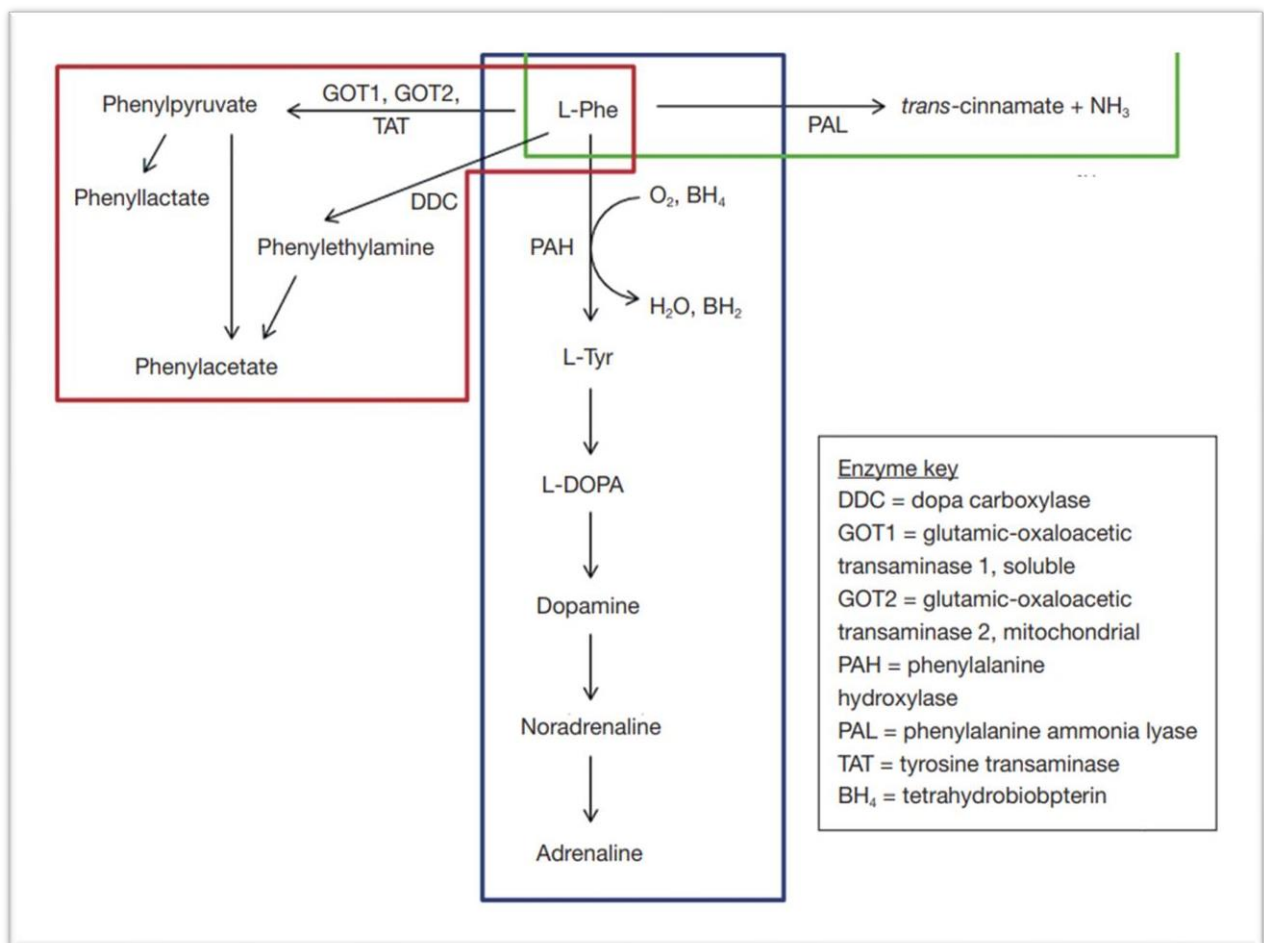 Phenylpyruvate
GOT1, GOT2,
TAT
L-Phe
PAL
trans-cinnamate + NH₃
Phenyllactate
DDC
O₂, BH₄
Phenylethylamine
PAH
H₂O, BH₂
L-Tyr
Phenylacetate
L-DOPA
Dopamine
Noradrenaline
Adrenaline
Enzyme key
DDC = dopa carboxylase
GOT1 = glutamic-oxaloacetic
transaminase 1, soluble
GOT2 = glutamic-oxaloacetic
transaminase 2, mitochondrial
PAH = phenylalanine
hydroxylase
PAL = phenylalanine ammonia lyase
TAT = tyrosine transaminase
BH₄ = tetrahydrobiobpterin